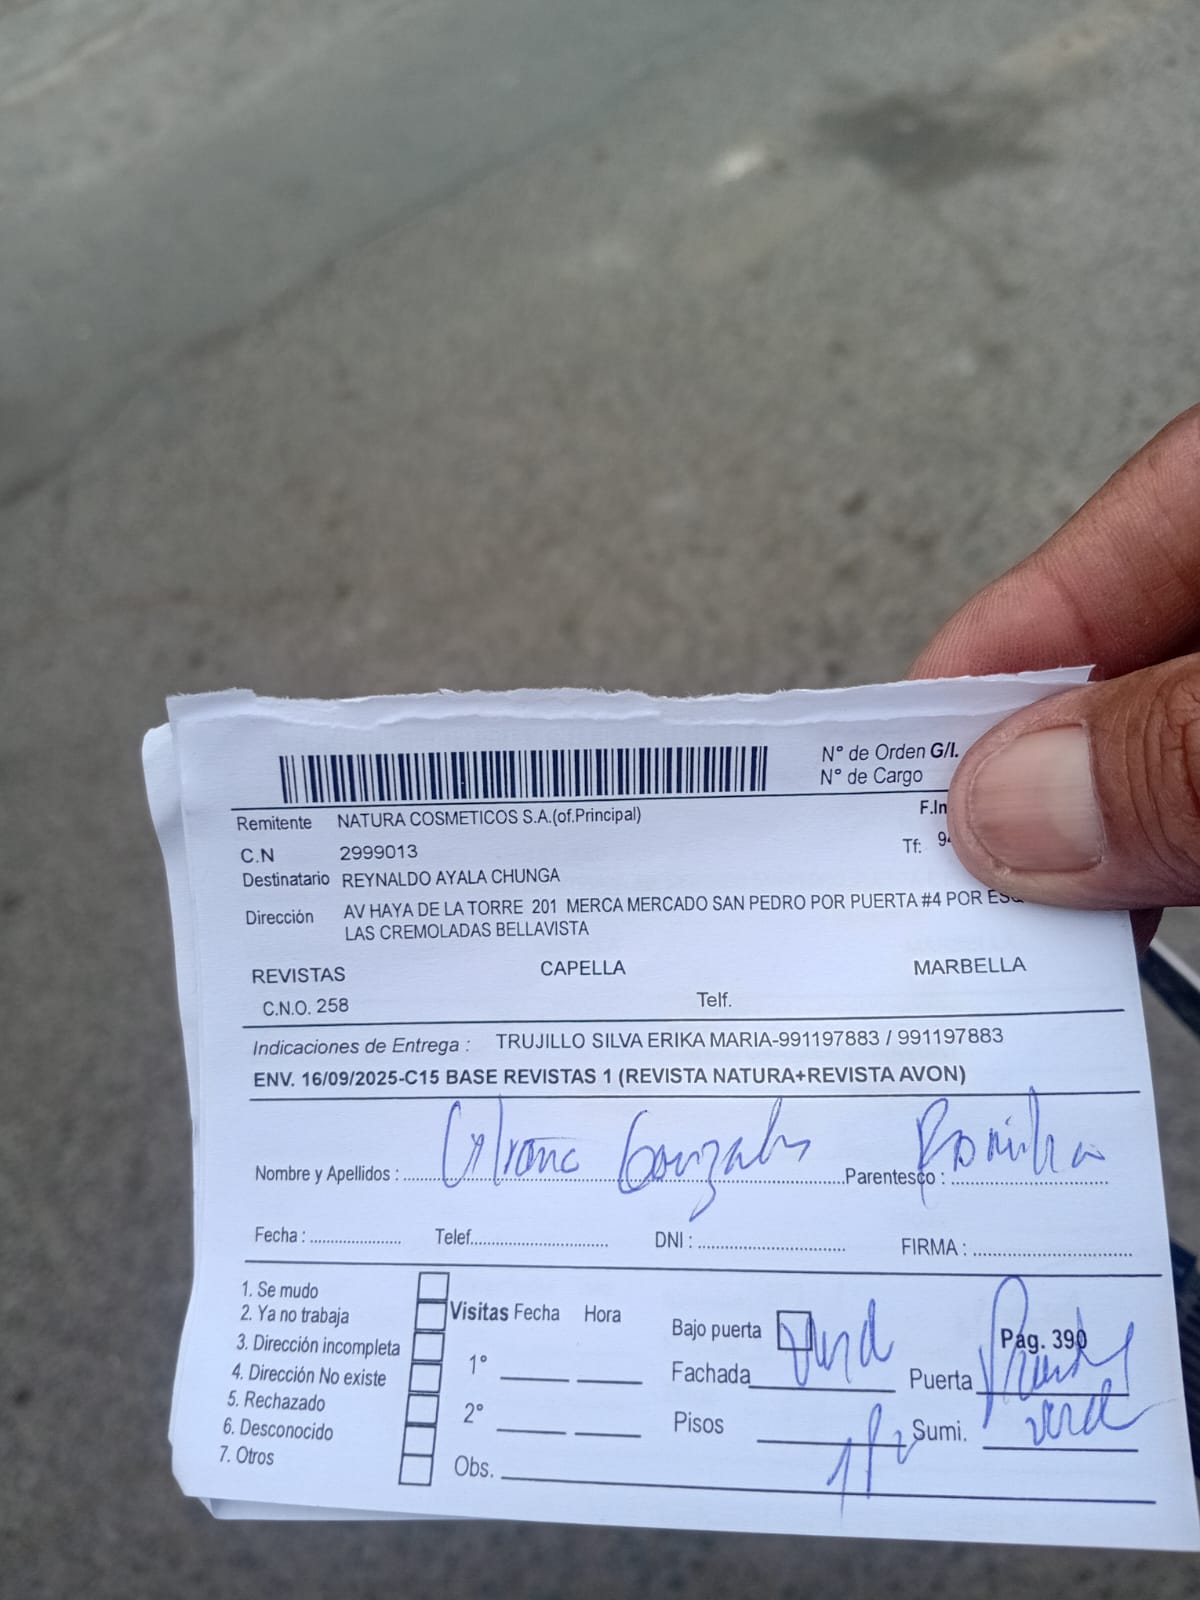 N° de Orden G/I.
N° de Cargo
F.In
Remitente NATURA COSMETICOS S.A.(of.Principal)
C.N 2999013
Tf: 9
Destinatario REYNALDO AYALA CHUNGA
Dirección AV HAYA DE LA TORRE 201 MERCA MERCADO SAN PEDRO POR PUERTA #4 POR ESQ
LAS CREMOLADAS BELLAVISTA
REVISTAS CAPELLA MARBELLA
C.N.O. 258 Telf.
Indicaciones de Entrega : TRUJILLO SILVA ERIKA MARIA-991197883 / 991197883
ENV. 16/09/2025-C15 BASE REVISTAS 1 (REVISTA NATURA+REVISTA AVON)
Nombre y Apellidos : Gonzales Parentesco :
Fecha : Telef. DNI : FIRMA :
1. Se mudo
2. Ya no trabaja
3. Dirección incompleta
4. Dirección No existe
5. Rechazado
6. Desconocido
7. Otros
Visitas Fecha Hora
1°
2°
Obs.
Bajo puerta Pág. 390
Fachada Puerta
Pisos Sumi.